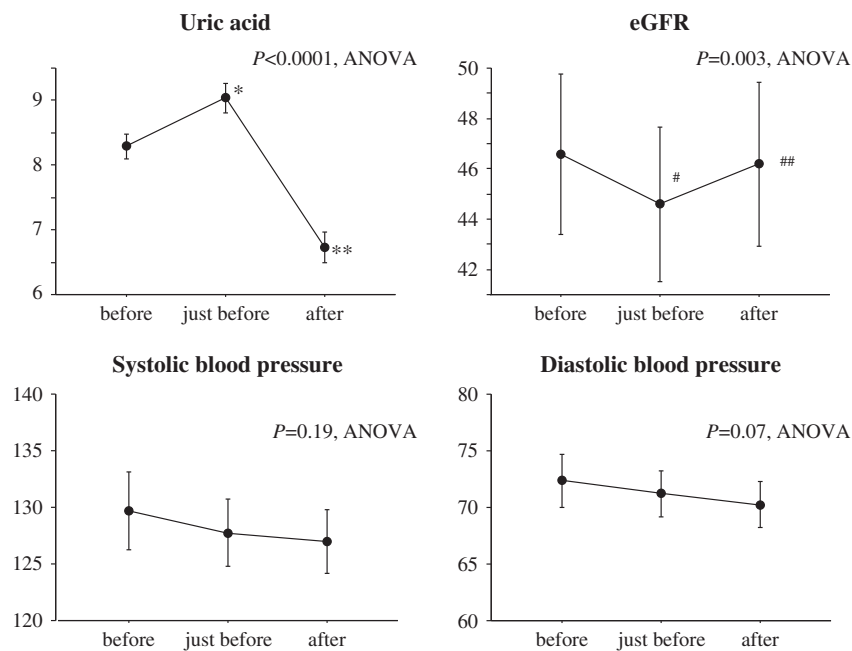 Uric acid
P<0.0001, ANOVA
9
8
7
6
*
**
before just before after
eGFR
P=0.003, ANOVA
50
48
46
44
42
#
##
before just before after
Systolic blood pressure
P=0.19, ANOVA
140
135
130
125
120
before just before after
Diastolic blood pressure
P=0.07, ANOVA
80
75
70
65
60
before just before after